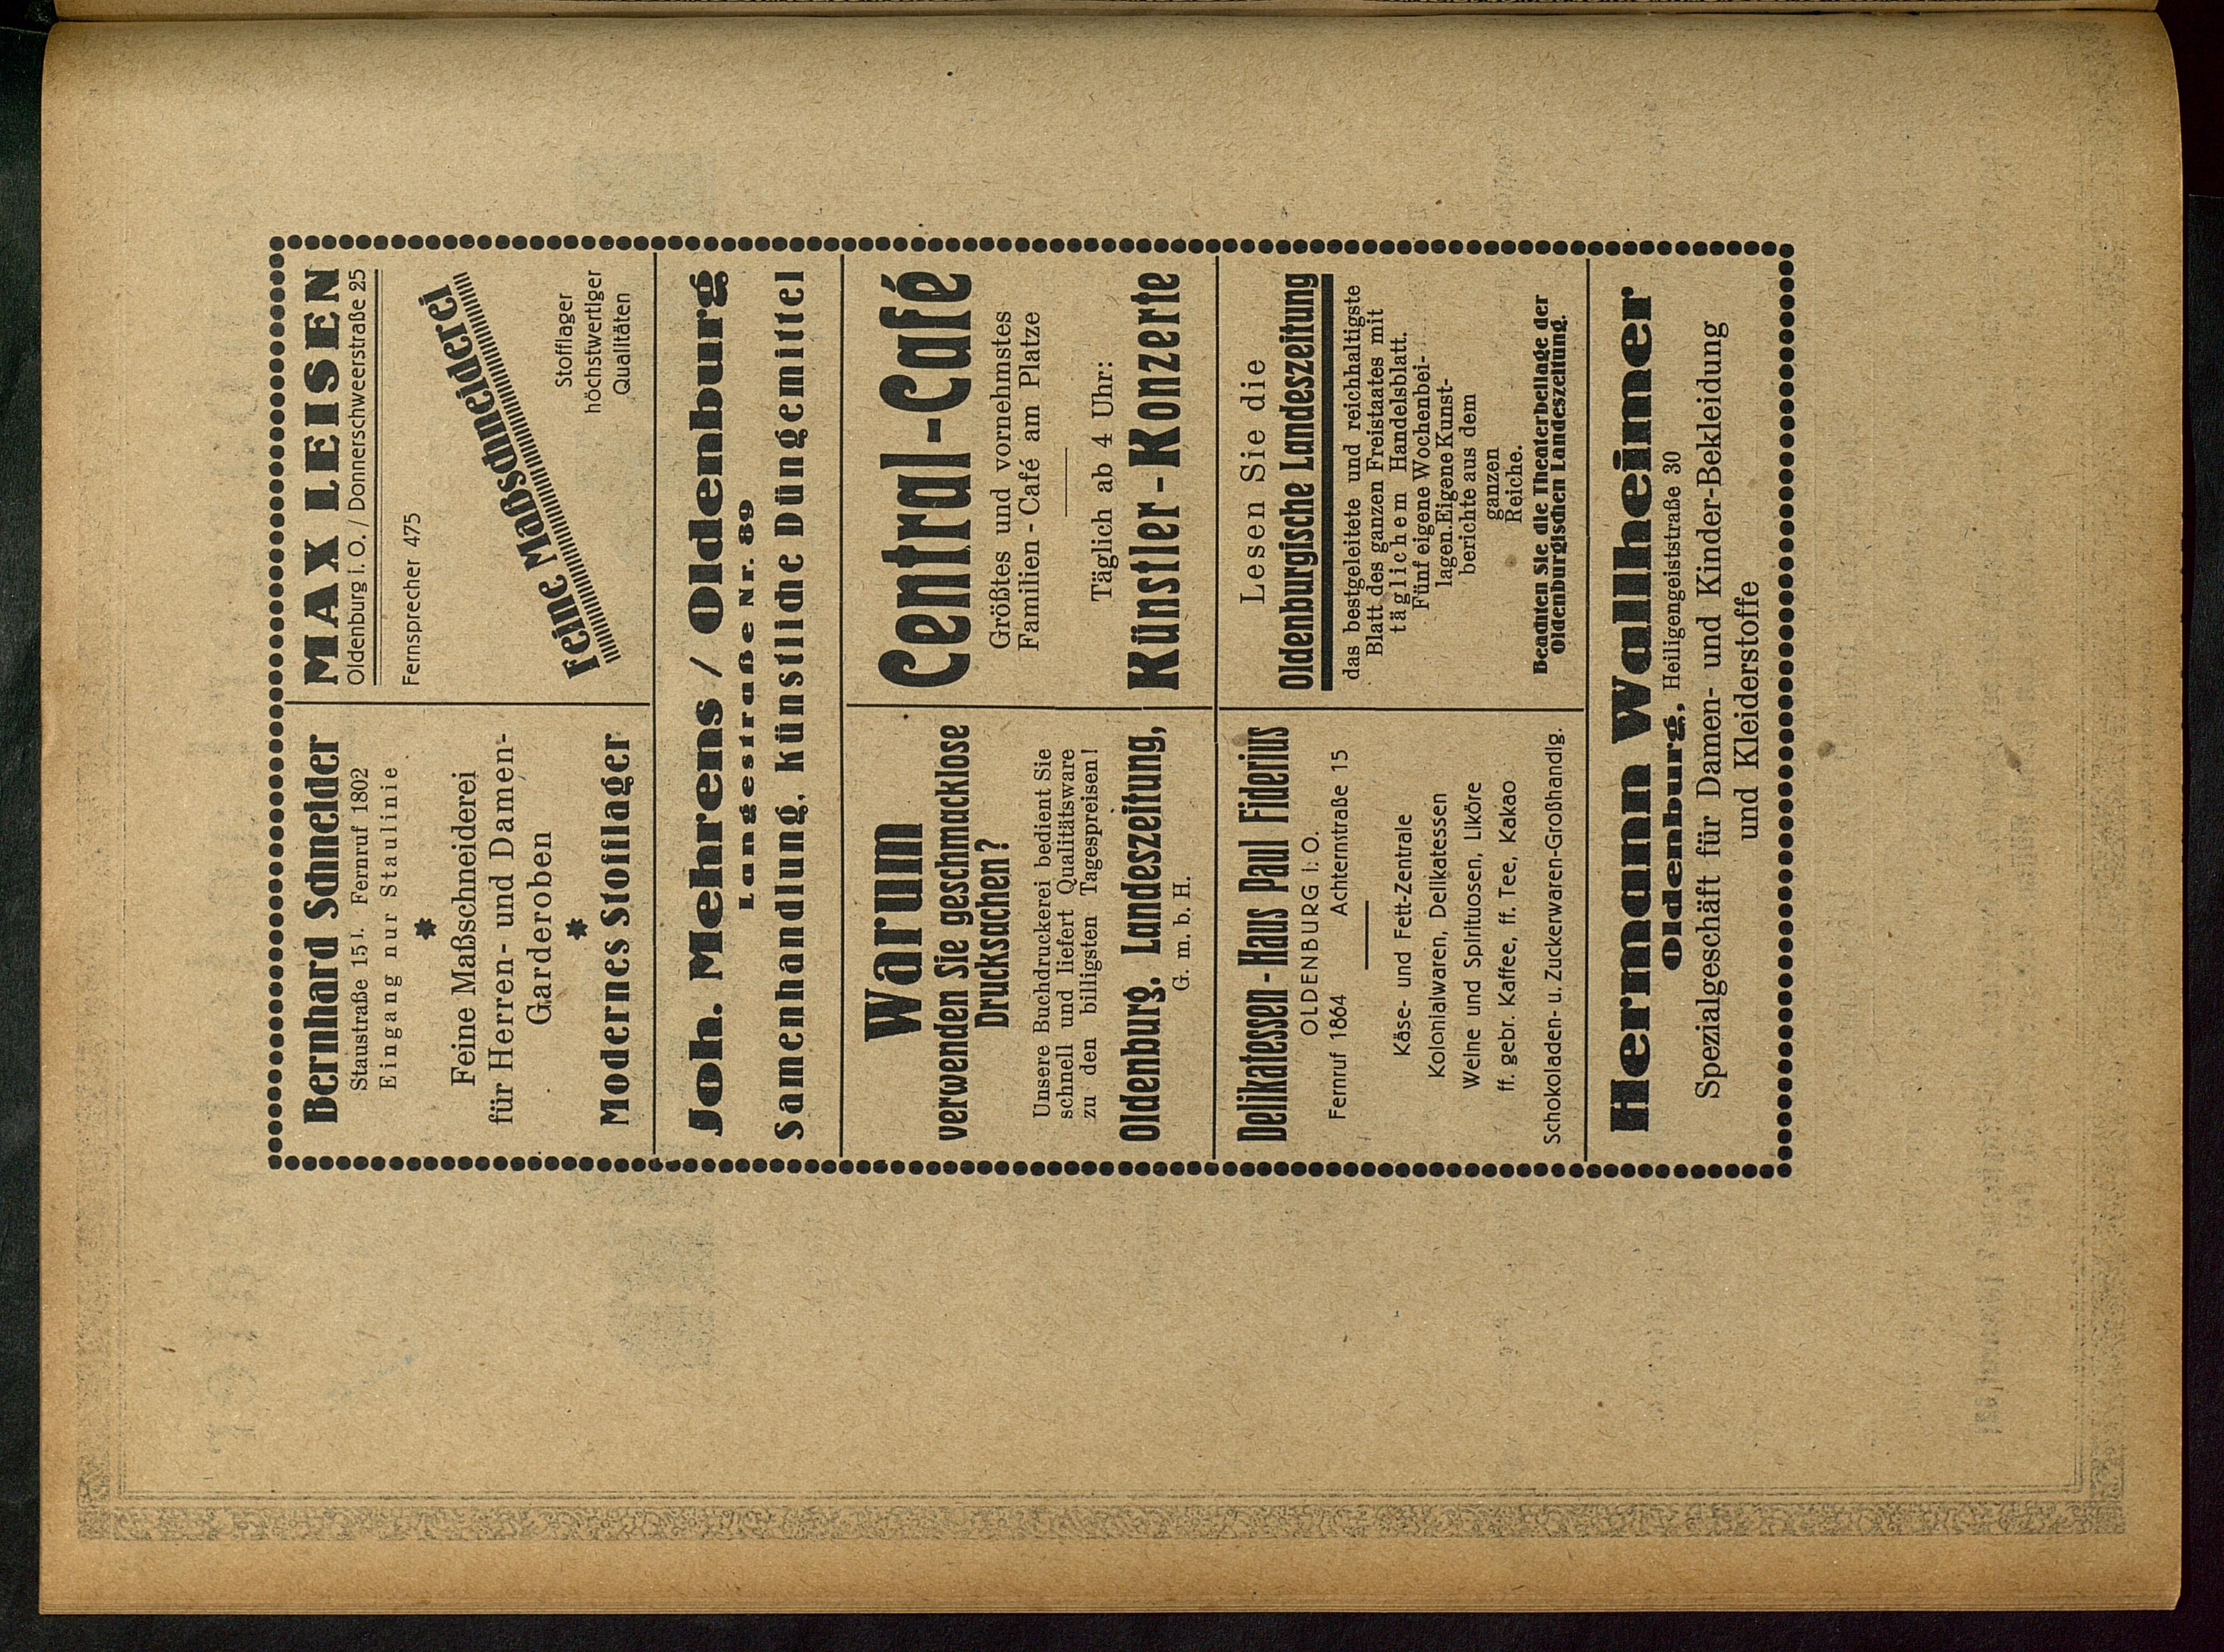 Bernhard Schneider
Staustraße 15 I. Fernruf 1802
Eingang nur Staulinie
*
Feine Maßschneiderei
für Herren- und Damen-
Garderoben
*
Modernes Stofflager
MAX LEISEN
Oldenburg i. O. / Donnerschweerstraße 25
Fernsprecher 475
Feine Maßschneiderei
Stofflager
höchstwertiger
Qualitäten
Joh. Mehrens / Oldenburg
Langestraße Nr. 89
Samenhandlung, künstliche Düngemittel
Warum
verwenden Sie geschmacklose
Drucksachen?
Unsere Buchdruckerei bedient Sie
schnell und liefert Qualitätsware
zu den billigsten Tagespreisen!
Oldenburg. Landeszeitung,
G. m. b. H.
Central-Café
Größtes und vornehmstes
Familien-Café am Platze
Täglich ab 4 Uhr:
Künstler-Konzerte
Delikatessen-Haus Paul Fiderius
OLDENBURG i. O.
Fernruf 1864 Achternstraße 15
Käse- und Fett-Zentrale
Kolonialwaren, Delikatessen
Weine und Spirituosen, Liköre
ff. gebr. Kaffee, ff. Tee, Kakao
Schokoladen- u. Zuckerwaren-Großhandlg.
Lesen Sie die
Oldenburgische Landeszeitung
das bestgeleitete und reichhaltigste
Blatt des ganzen Freistaates mit
täglichem Handelsblatt.
Fünf eigene Wochenbei-
lagen. Eigene Kunst-
berichte aus dem
ganzen
Reiche.
Beachten Sie die Theaterbeilage der
Oldenburgischen Landeszeitung.
Hermann Wallheimer
Oldenburg, Heiligengeiststraße 30
Spezialgeschäft für Damen- und Kinder-Bekleidung
und Kleiderstoffe